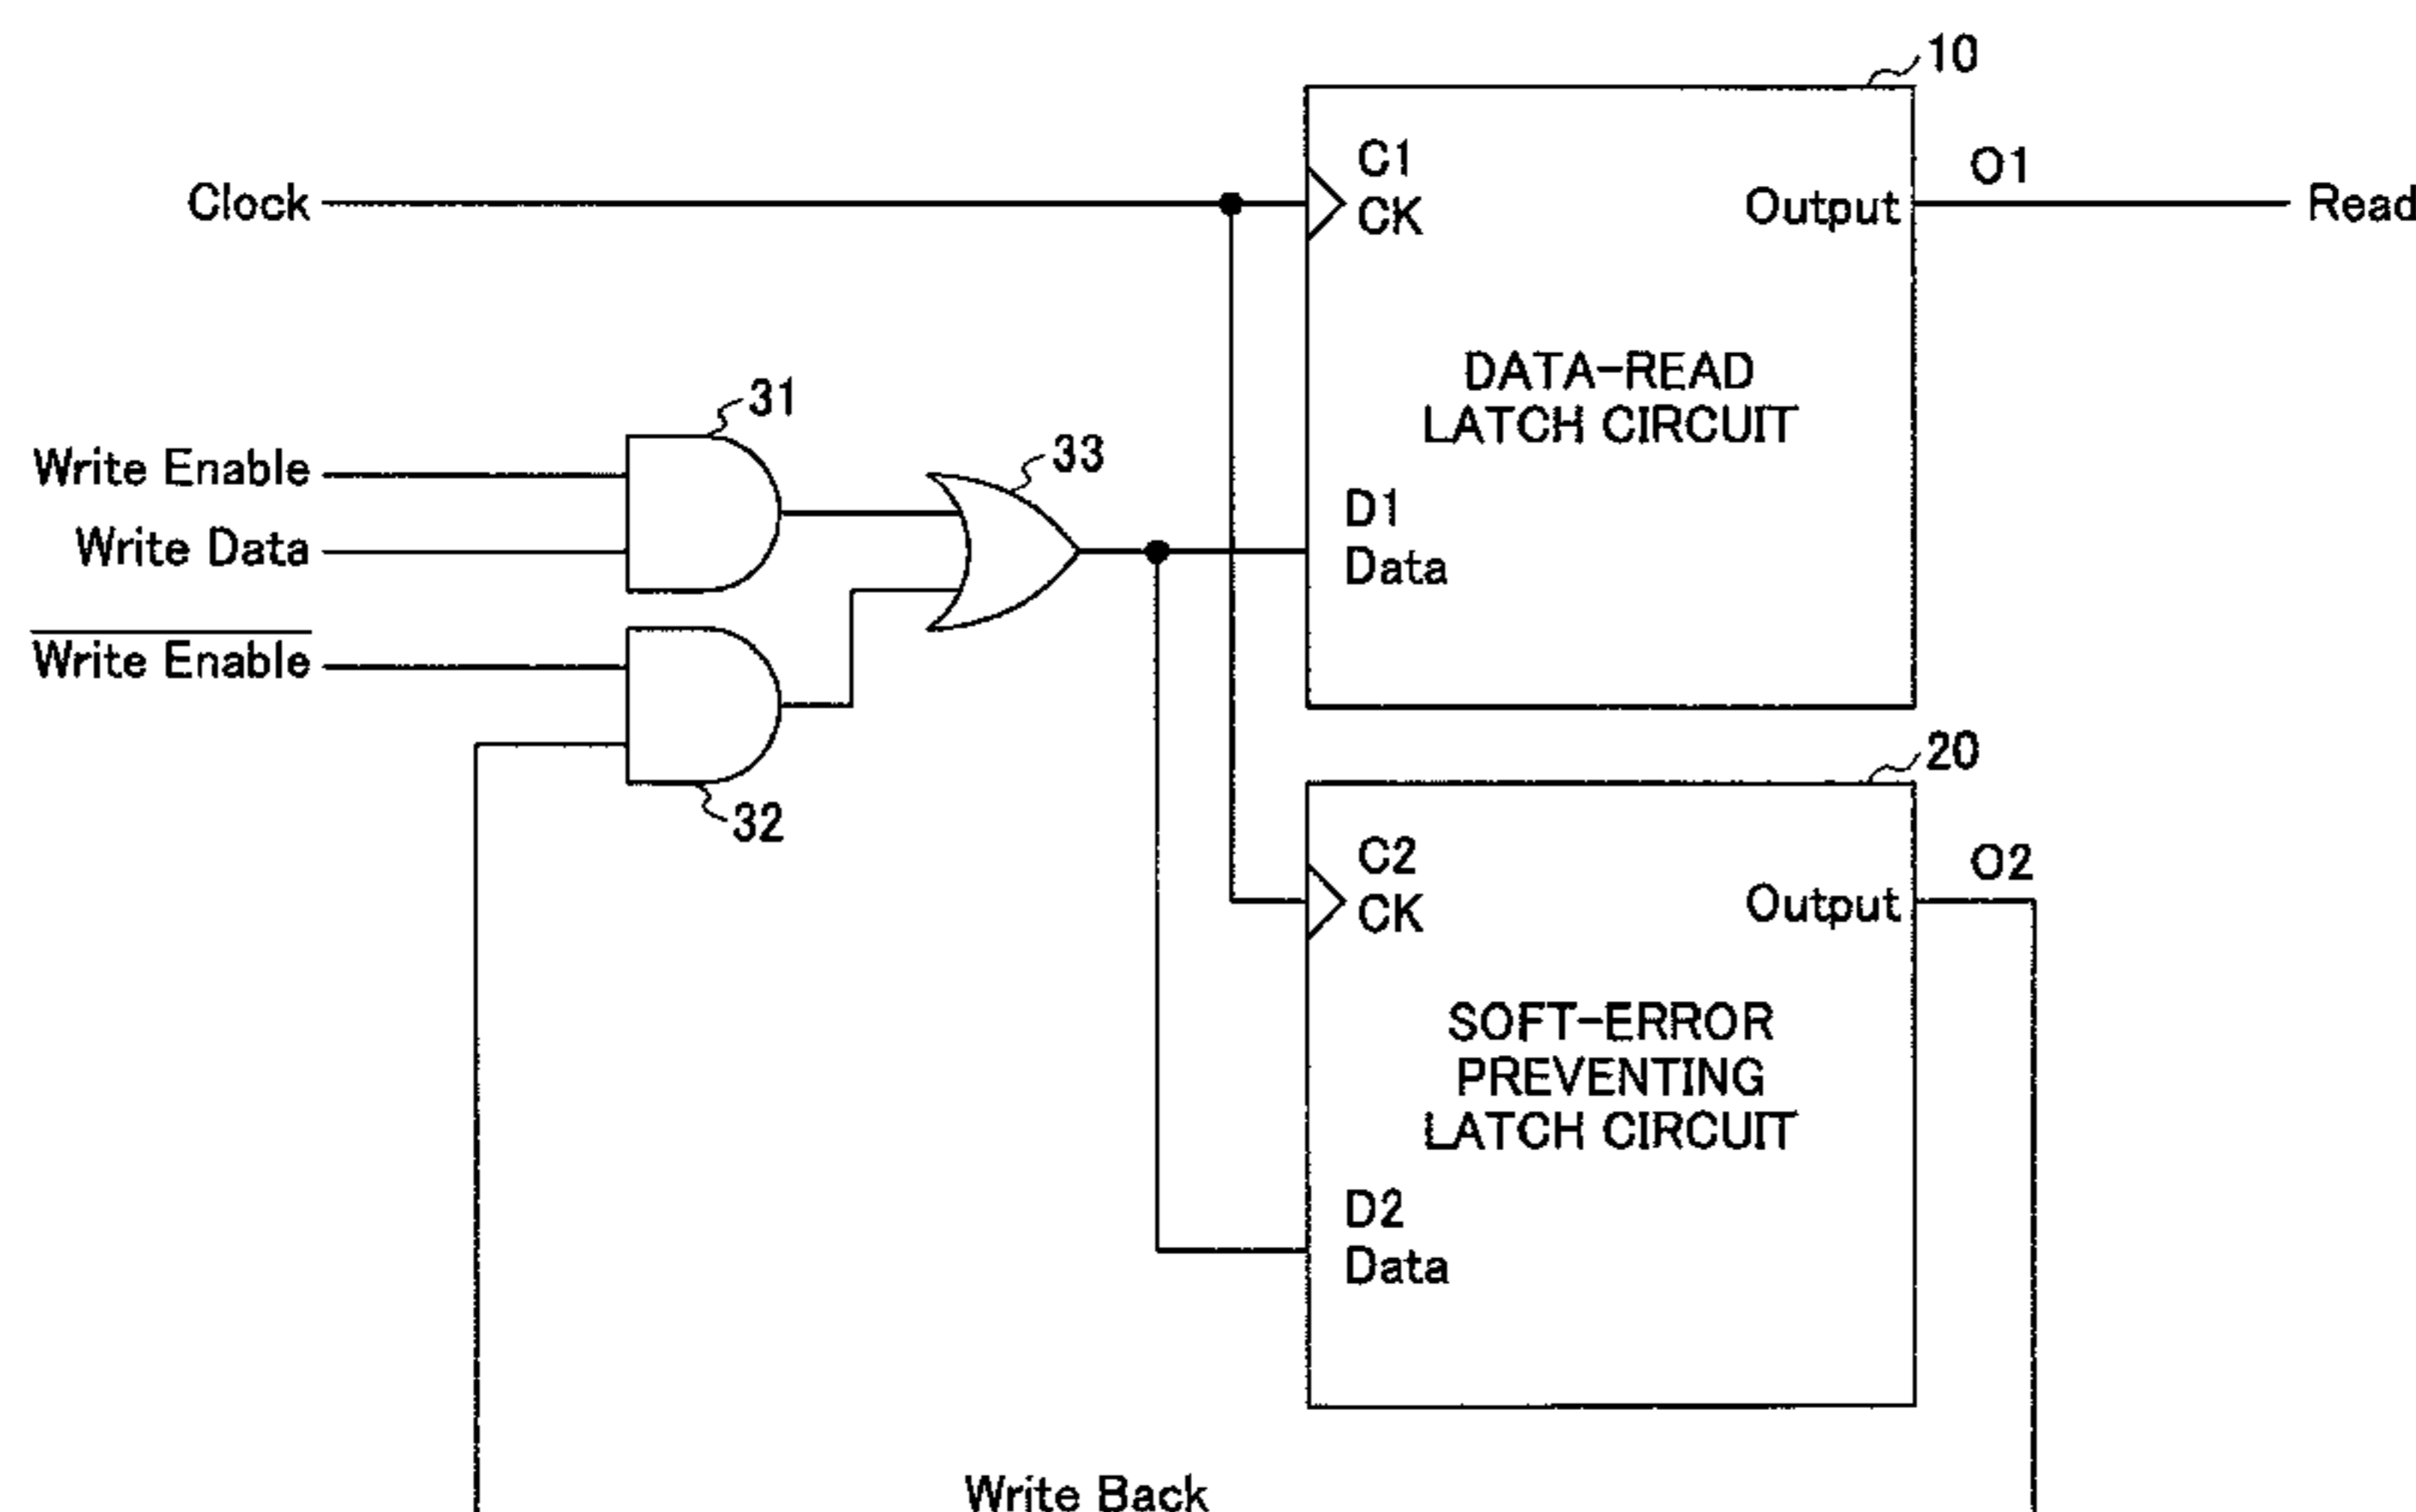 10
C1
CK
O1
Clock
Output
Read
31
DATA-READ
LATCH CIRCUIT
33
Write Enable
Write Data
D1
Data
Write Enable
32
20
C2
CK
O2
Output
SOFT-ERROR
PREVENTING
LATCH CIRCUIT
D2
Data
Write Back